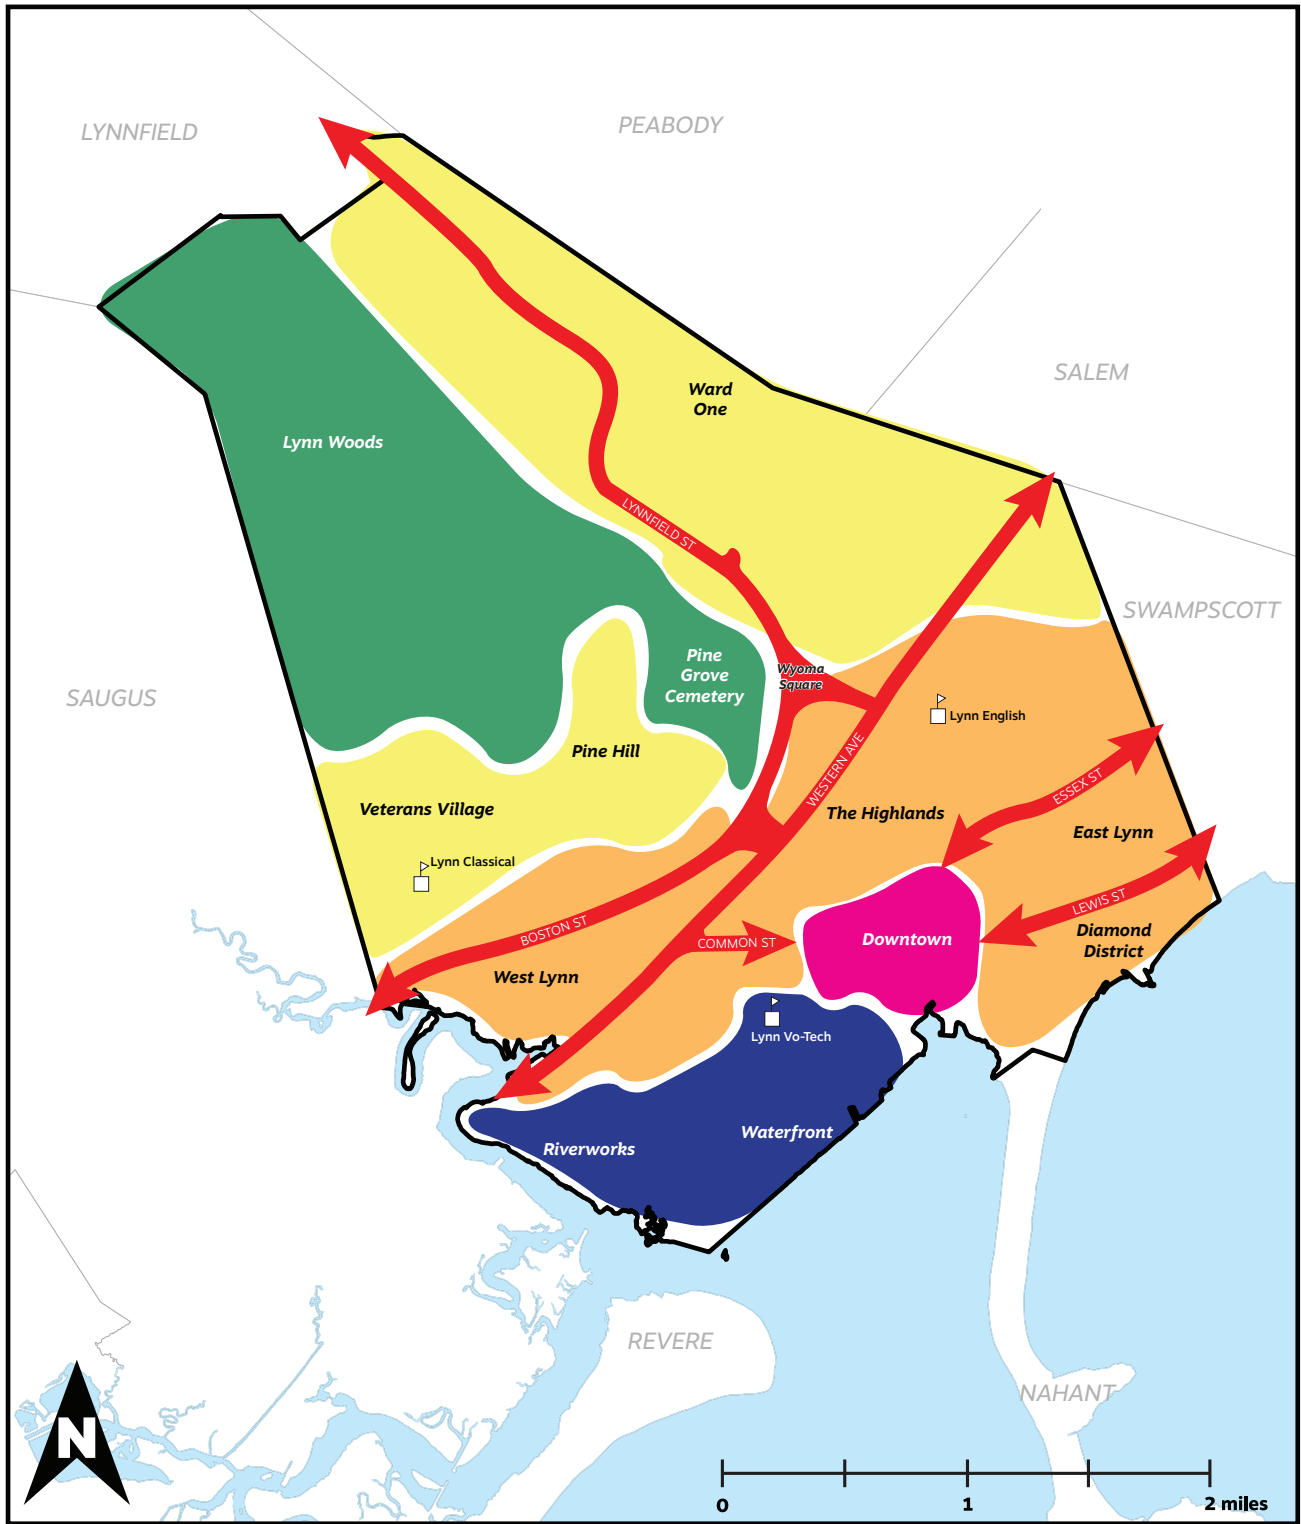 LYNNFIELD
PEABODY
SALEM
Ward
One
Lynn Woods
LYNNFIELD ST
SWAMPSCOTT
Pine
Grove
Cemetery
Wyoma
Square
SAUGUS
Lynn English
Pine Hill
WESTERN AVE
ESSEX ST
Veterans Village
The Highlands
East Lynn
Lynn Classical
LEWIS ST
BOSTON ST
COMMON ST
Downtown
Diamond
District
West Lynn
Lynn Vo-Tech
Waterfront
Riverworks
REVERE
NAHANT
N
0
1
2 miles